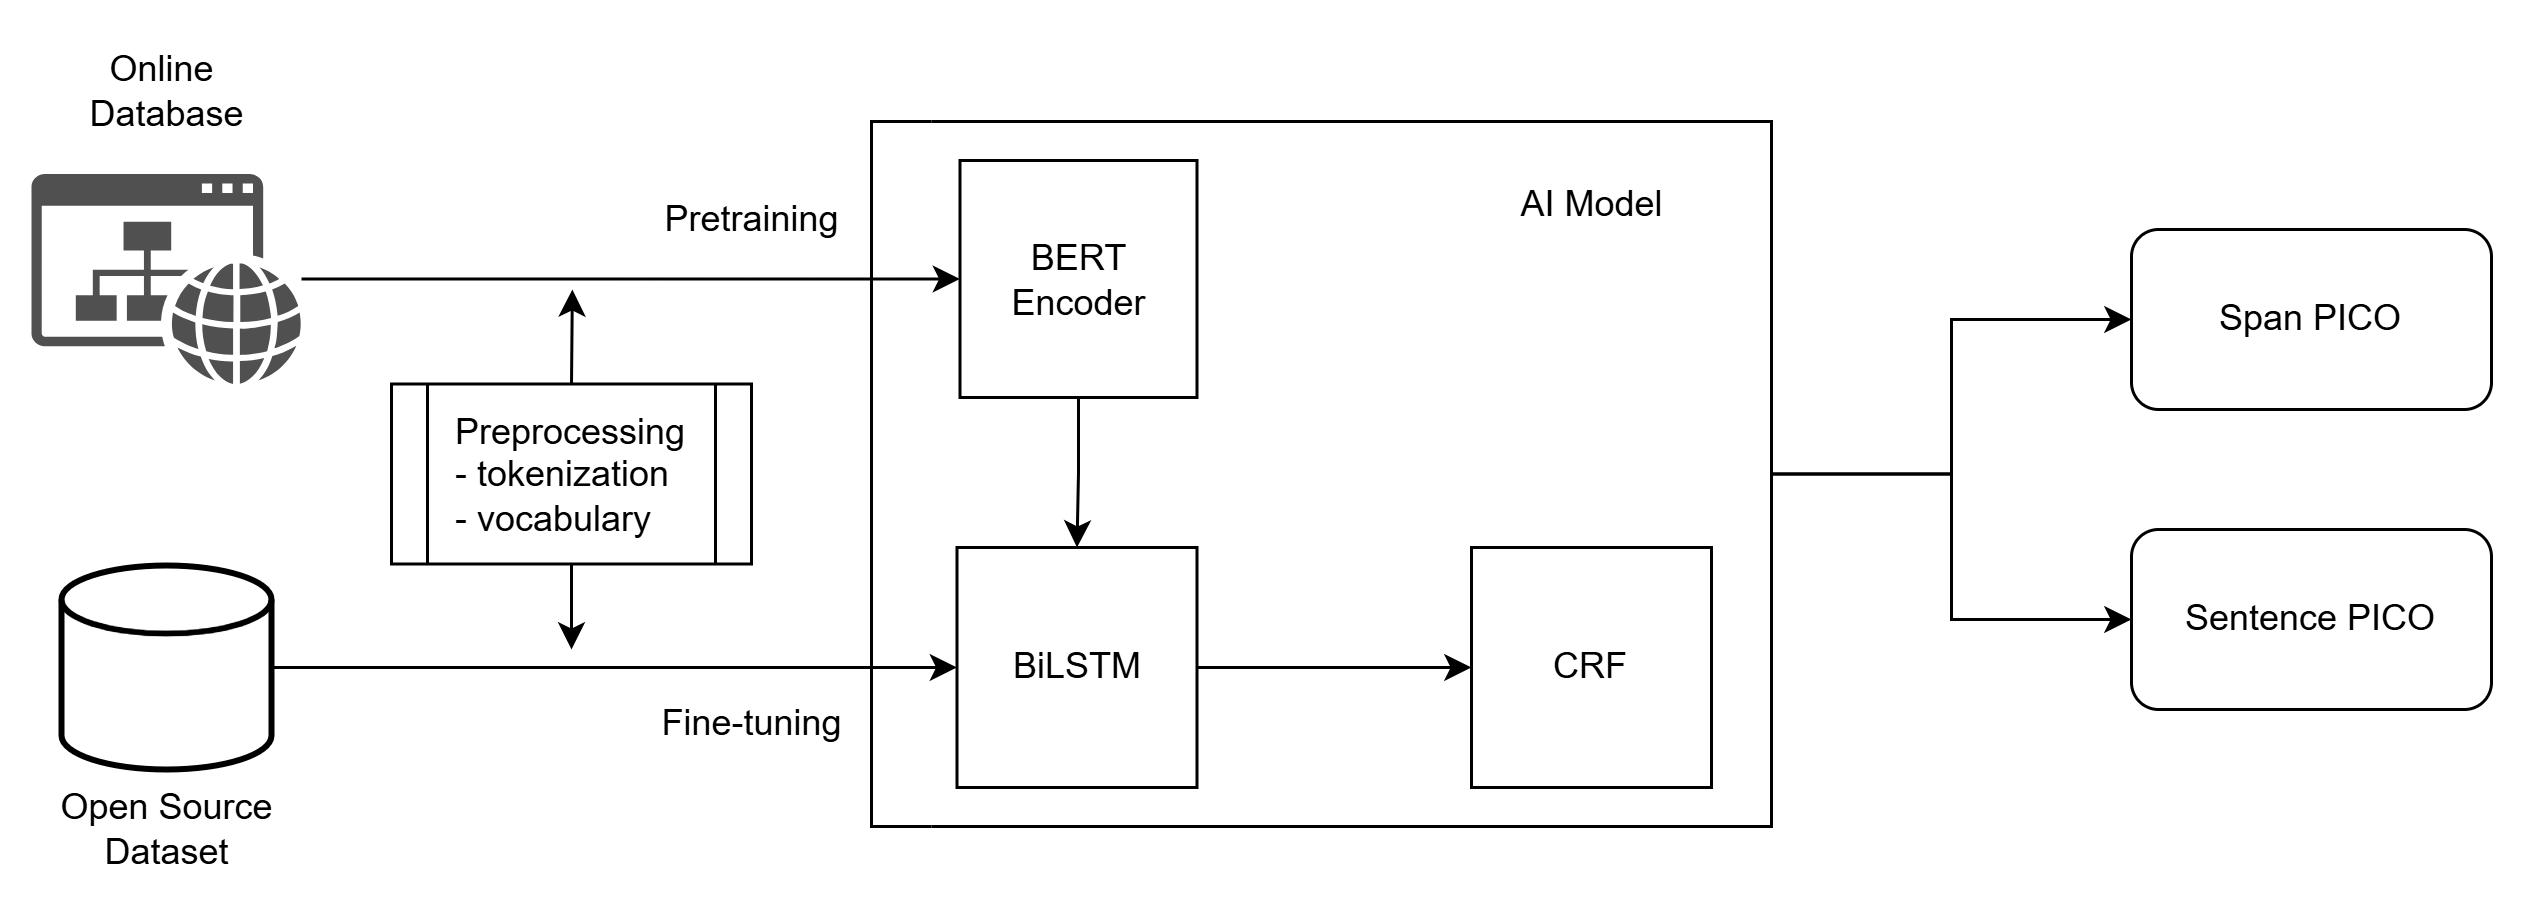 Online
Database
Pretraining
BERT
Encoder
AI Model
Span PICO
Preprocessing
- tokenization
- vocabulary
Sentence PICO
BiLSTM
CRF
Fine-tuning
Open Source
Dataset